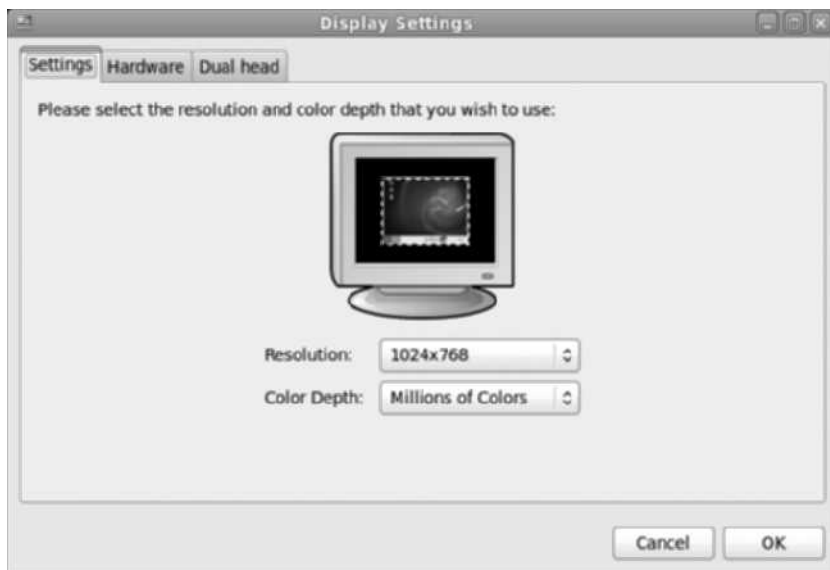 Display Settings
Settings Hardware Dual head
Please select the resolution and color depth that you wish to use:
Resolution: 1024x768
Color Depth: Millions of Colors
Cancel OK